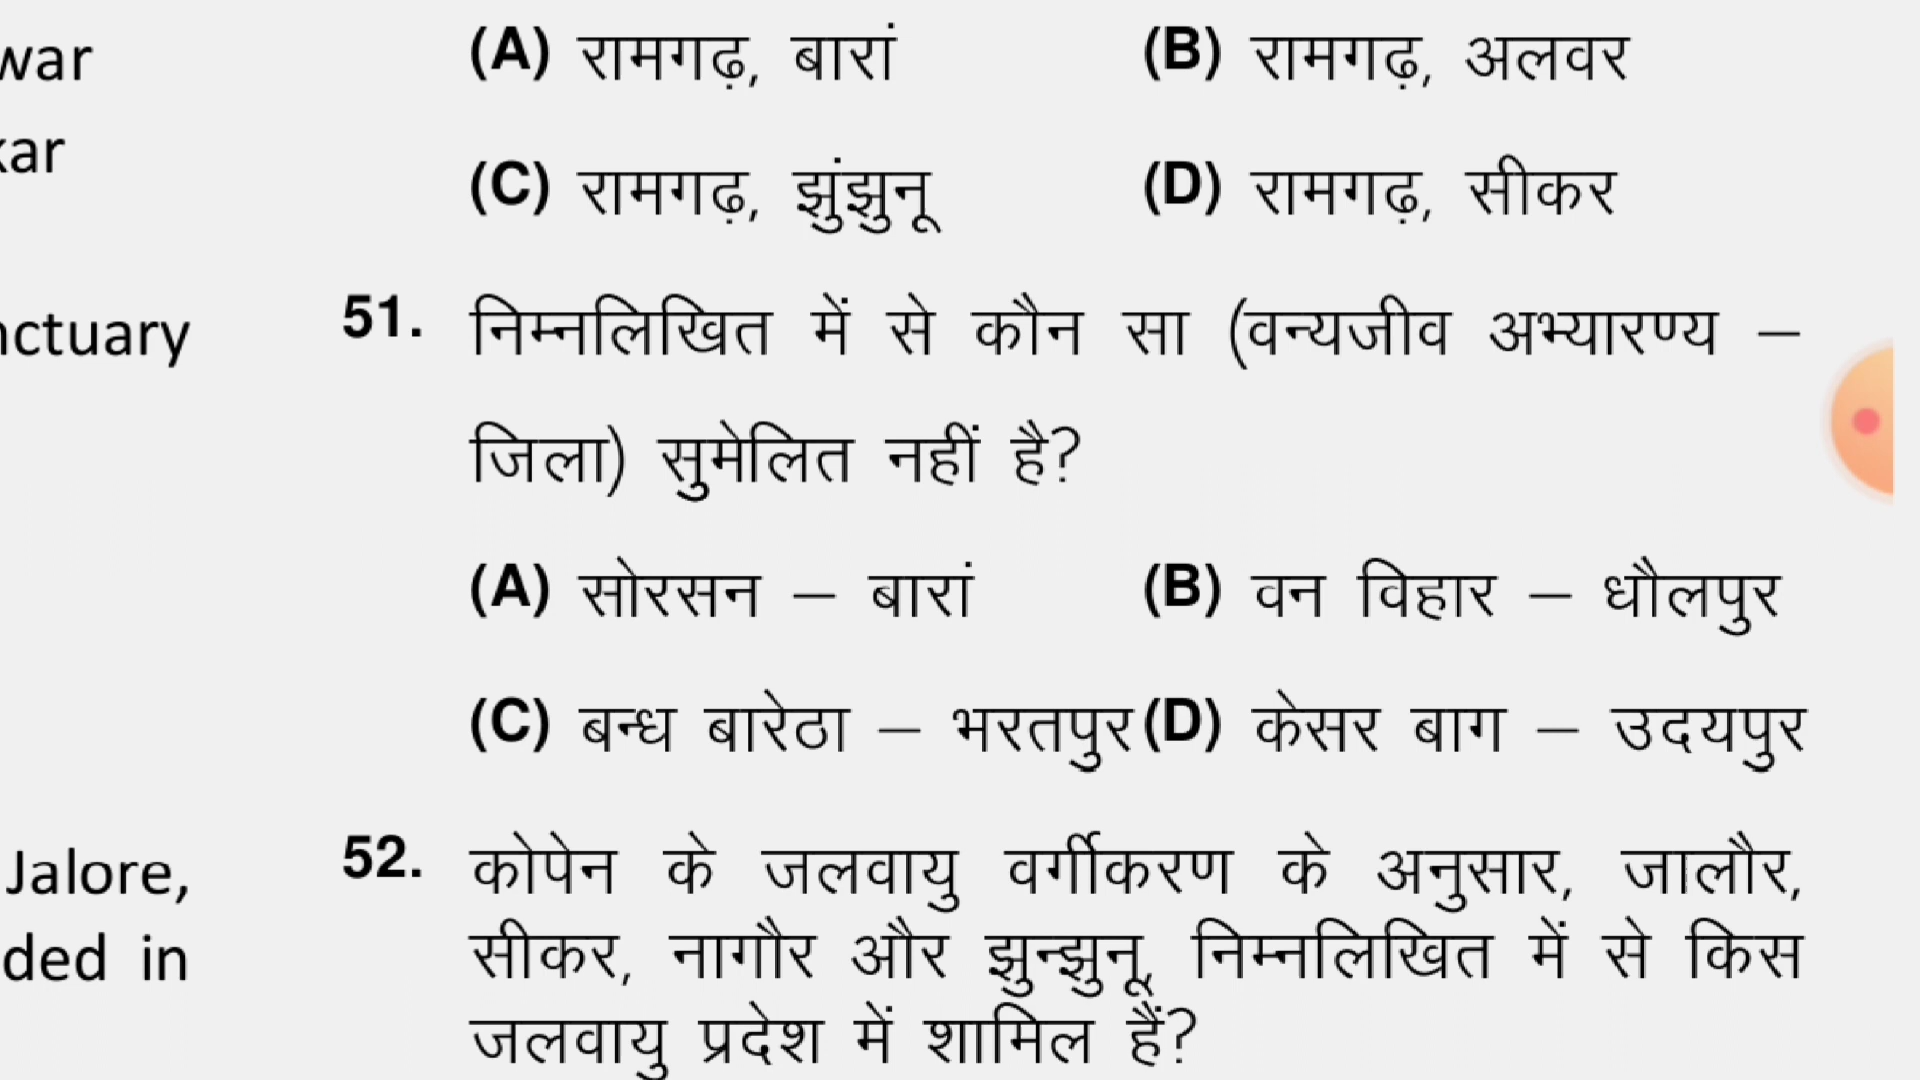 war
(A) रामगढ़, बारां (B) रामगढ़, अलवर
kar
(C) रामगढ़, झुंझुनू (D) रामगढ़, सीकर
nctuary 51. निम्नलिखित में से कौन सा (वन्यजीव अभ्यारण्य –
जिला) सुमेलित नहीं है?
(A) सोरसन – बारां (B) वन विहार – धौलपुर
(C) बन्ध बारेठा – भरतपुर (D) केसर बाग – उदयपुर
Jalore, 52. कोपेन के जलवायु वर्गीकरण के अनुसार, जालौर,
ded in सीकर, नागौर और झुन्झुनू, निम्नलिखित में से किस
जलवायु प्रदेश में शामिल हैं?